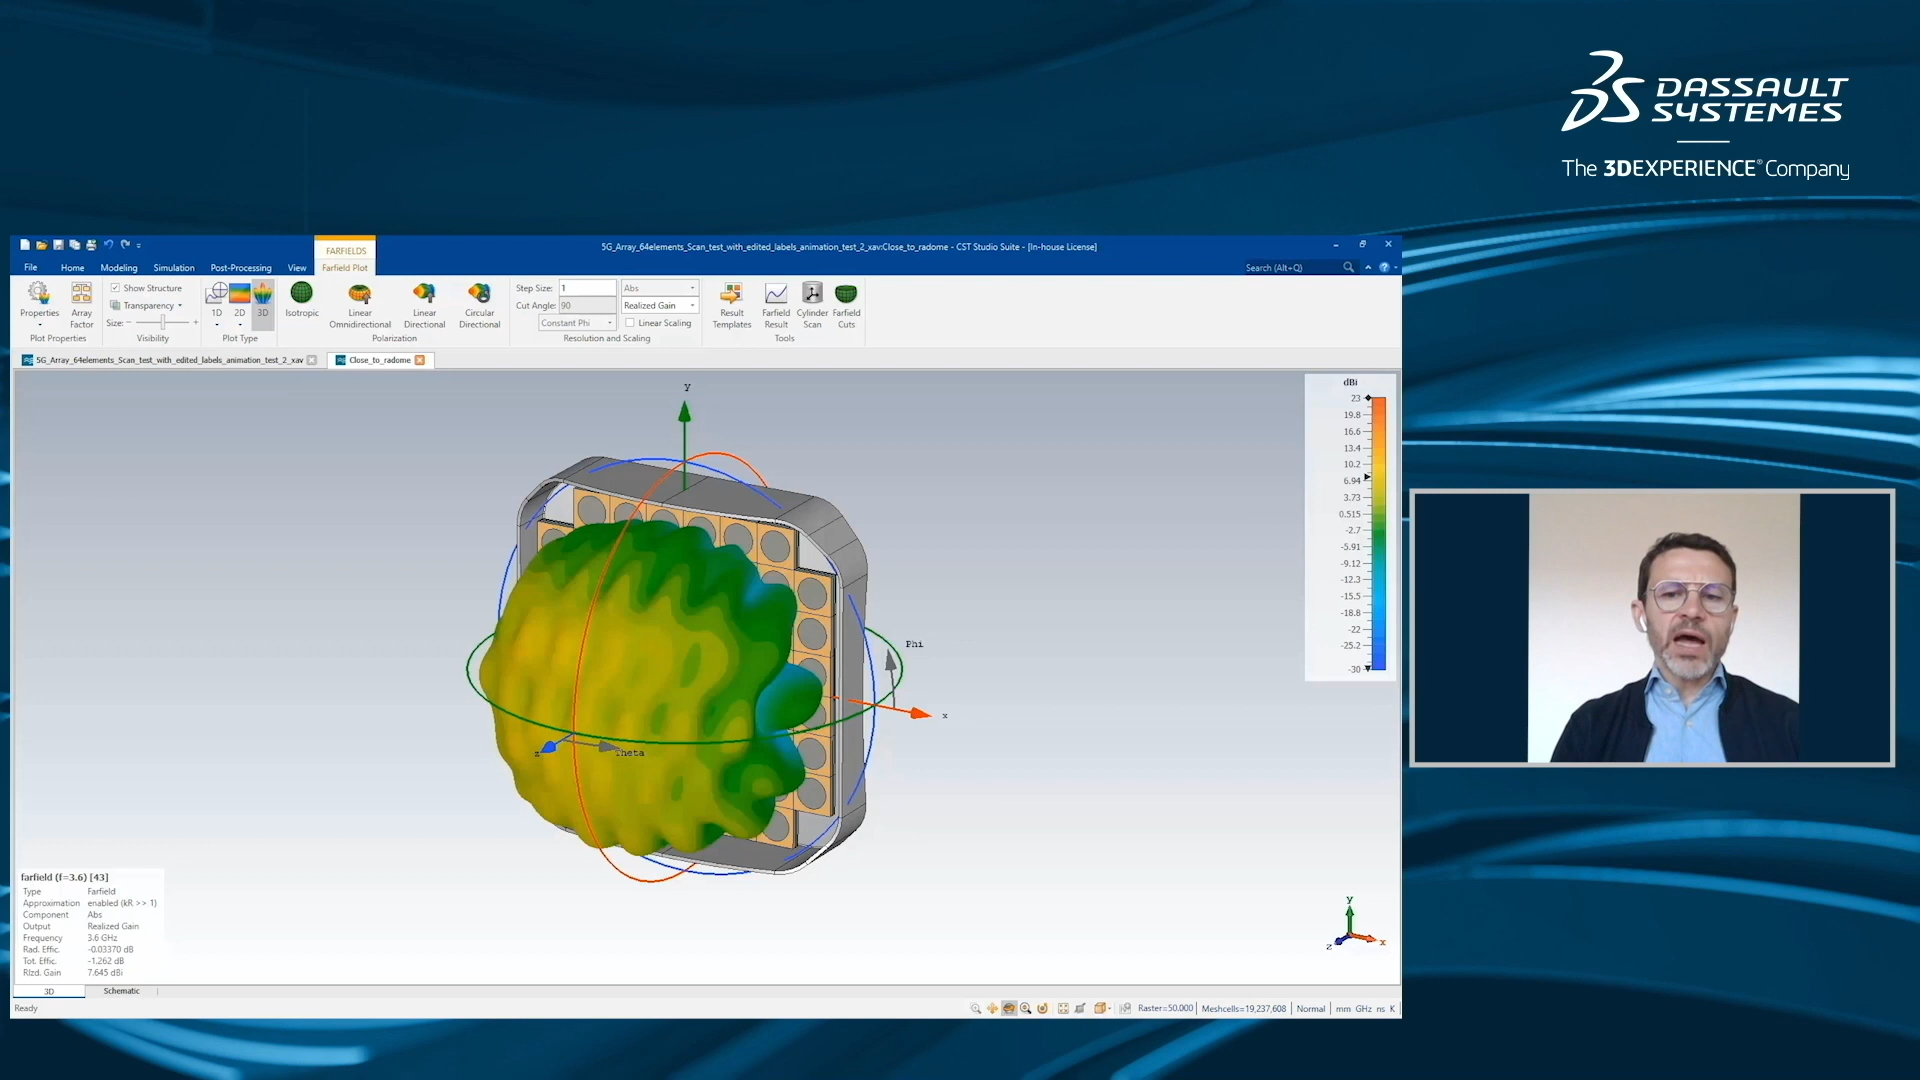 DASSAULT
SYSTEMES
The 3DEXPERIENCE® Company
FARFIELDS
5G_Array_64elements_Scan_test_with_edited_labels_animation_test_2_xav:Close_to_radome - CST Studio Suite - [In-house License]
File Home Modeling Simulation Post-Processing View Farfield Plot
Search (Alt+Q)
Show Structure
Transparency
Size:
Properties
Array
Factor
1D 2D 3D
Isotropic
Linear
Omnidirectional
Linear
Directional
Circular
Directional
Step Size: 1
Cut Angle: 90
Constant Phi
Abs
Realized Gain
Linear Scaling
Result
Templates
Farfield
Result
Cylinder
Scan
Farfield
Cuts
Plot Properties Visibility Plot Type Polarization Resolution and Scaling Tools
5G_Array_64elements_Scan_test_with_edited_labels_animation_test_2_xav
Close_to_radome
dBi
23
19.8
16.6
13.4
10.2
6.94
3.73
0.515
-2.7
-5.91
-9.12
-12.3
-15.5
-18.8
-22
-25.2
-30
y
Phi
x
z
Theta
farfield (f=3.6) [43]
Type Farfield
Approximation enabled (kR >> 1)
Component Abs
Output Realized Gain
Frequency 3.6 GHz
Rad. Effic. -0.03370 dB
Tot. Effic. -1.262 dB
Rlzd. Gain 7.645 dBi
y
x
z
3D Schematic
Ready
Raster=50.000 Meshcells=19,237,608 Normal mm GHz ns K